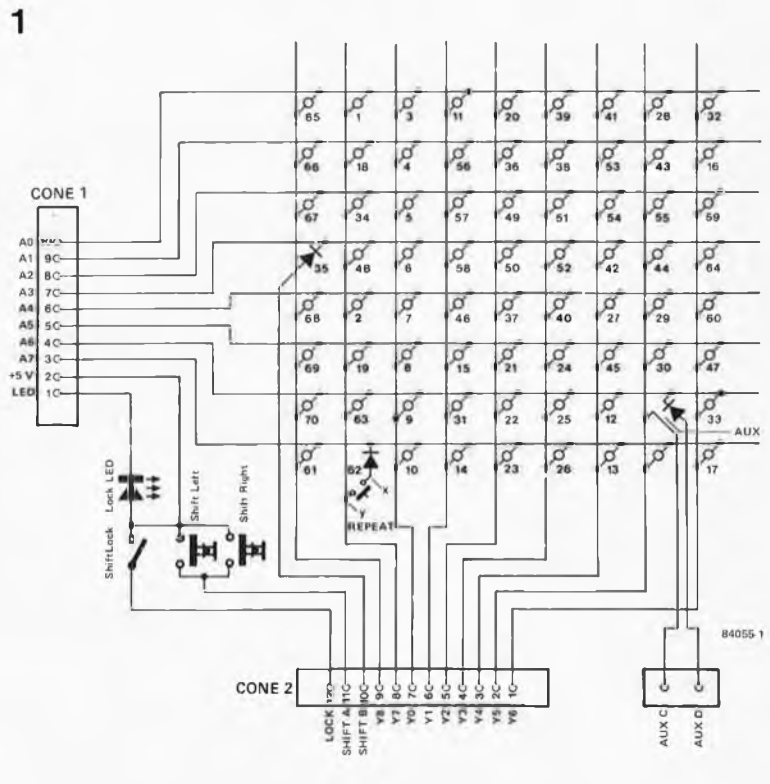 1
65 1 3 11 20 39 41 28 32
66 18 4 56 36 38 53 43 16
67 34 5 57 49 51 54 55 59
35 48 6 58 50 52 42 44 64
68 2 7 46 37 40 27 29 60
69 19 8 15 21 24 45 30 47
70 63 9 31 22 25 12 33
AUX
61 62 10 14 23 26 13 17
X
Y
REPEAT
CONE 1
A0
A1 9
A2 8
A3 7
A4 6
A5 5
A6 4
A7 3
+5 V 2
LED 1
Lock LED
Shift Left
Shift Right
Shift Lock
84055-1
CONE 2
LOCK 12
SHIFT A 11
SHIFT B 10
Y8 9
Y7 8
Y0 7
Y1 6
Y2 5
Y3 4
Y4 3
Y5 2
Y6 1
AUX C 2
AUX D